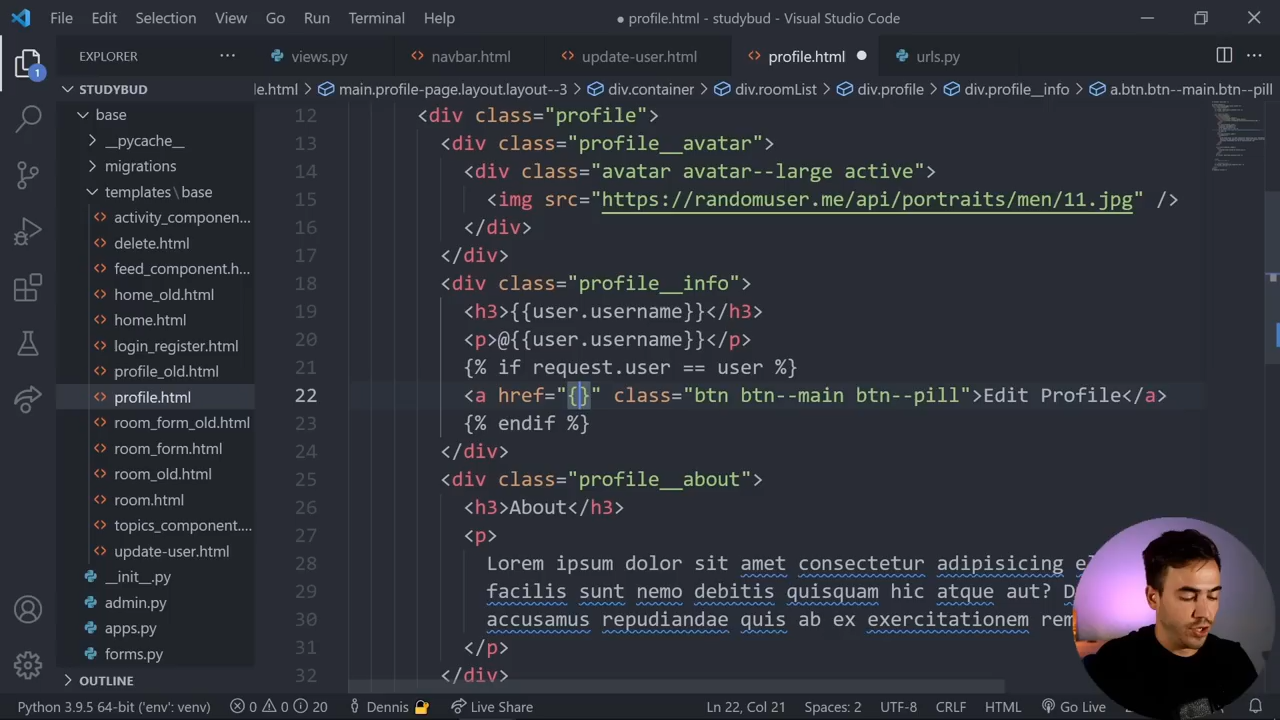 File Edit Selection View Go Run Terminal Help
● profile.html - studybud - Visual Studio Code
EXPLORER
views.py navbar.html update-user.html profile.html urls.py
STUDYBUD
le.html > main.profile-page.layout.layout--3 > div.container > div.roomList > div.profile > div.profile__info > a.btn.btn--main.btn--pill
1
base
__pycache__
migrations
templates\base
activity_componen...
delete.html
feed_component.h...
home_old.html
home.html
login_register.html
profile_old.html
profile.html
room_form_old.html
room_form.html
room_old.html
room.html
topics_component....
update-user.html
__init__.py
admin.py
apps.py
forms.py
OUTLINE
12 <div class="profile">
13 <div class="profile__avatar">
14 <div class="avatar avatar--large active">
15 <img src="https://randomuser.me/api/portraits/men/11.jpg" />
16 </div>
17 </div>
18 <div class="profile__info">
19 <h3>{{user.username}}</h3>
20 <p>@{{user.username}}</p>
21 {% if request.user == user %}
22 <a href="{}" class="btn btn--main btn--pill">Edit Profile</a>
23 {% endif %}
24 </div>
25 <div class="profile__about">
26 <h3>About</h3>
27 <p>
28 Lorem ipsum dolor sit amet consectetur adipisicing el
29 facilis sunt nemo debitis quisquam hic atque aut? D
30 accusamus repudiandae quis ab ex exercitationem rem
31 </p>
32 </div>
Python 3.9.5 64-bit ('env': venv) 0 0 20 Dennis Live Share Ln 22, Col 21 Spaces: 2 UTF-8 CRLF HTML Go Live